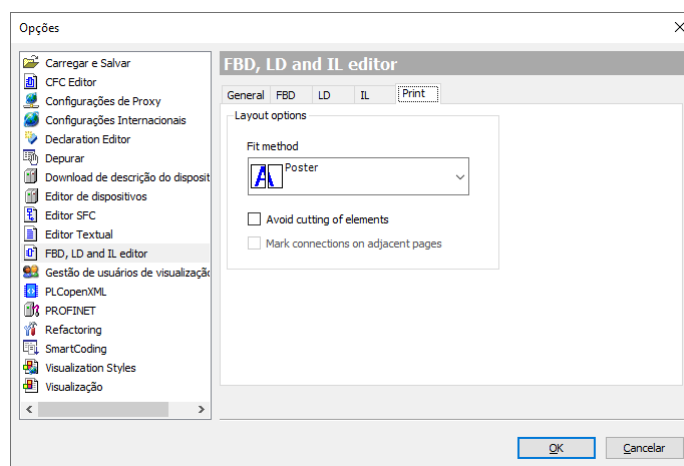 Opções
Carregar e Salvar
CFC Editor
Configurações de Proxy
Configurações Internacionais
Declaration Editor
Depurar
Download de descrição do disposit
Editor de dispositivos
Editor SFC
Editor Textual
FBD, LD and IL editor
Gestão de usuários de visualizaçã
PLCopenXML
PROFINET
Refactoring
SmartCoding
Visualization Styles
Visualização
FBD, LD and IL editor
General FBD LD IL Print
Layout options
Fit method
Poster
Avoid cutting of elements
Mark connections on adjacent pages
OK Cancelar